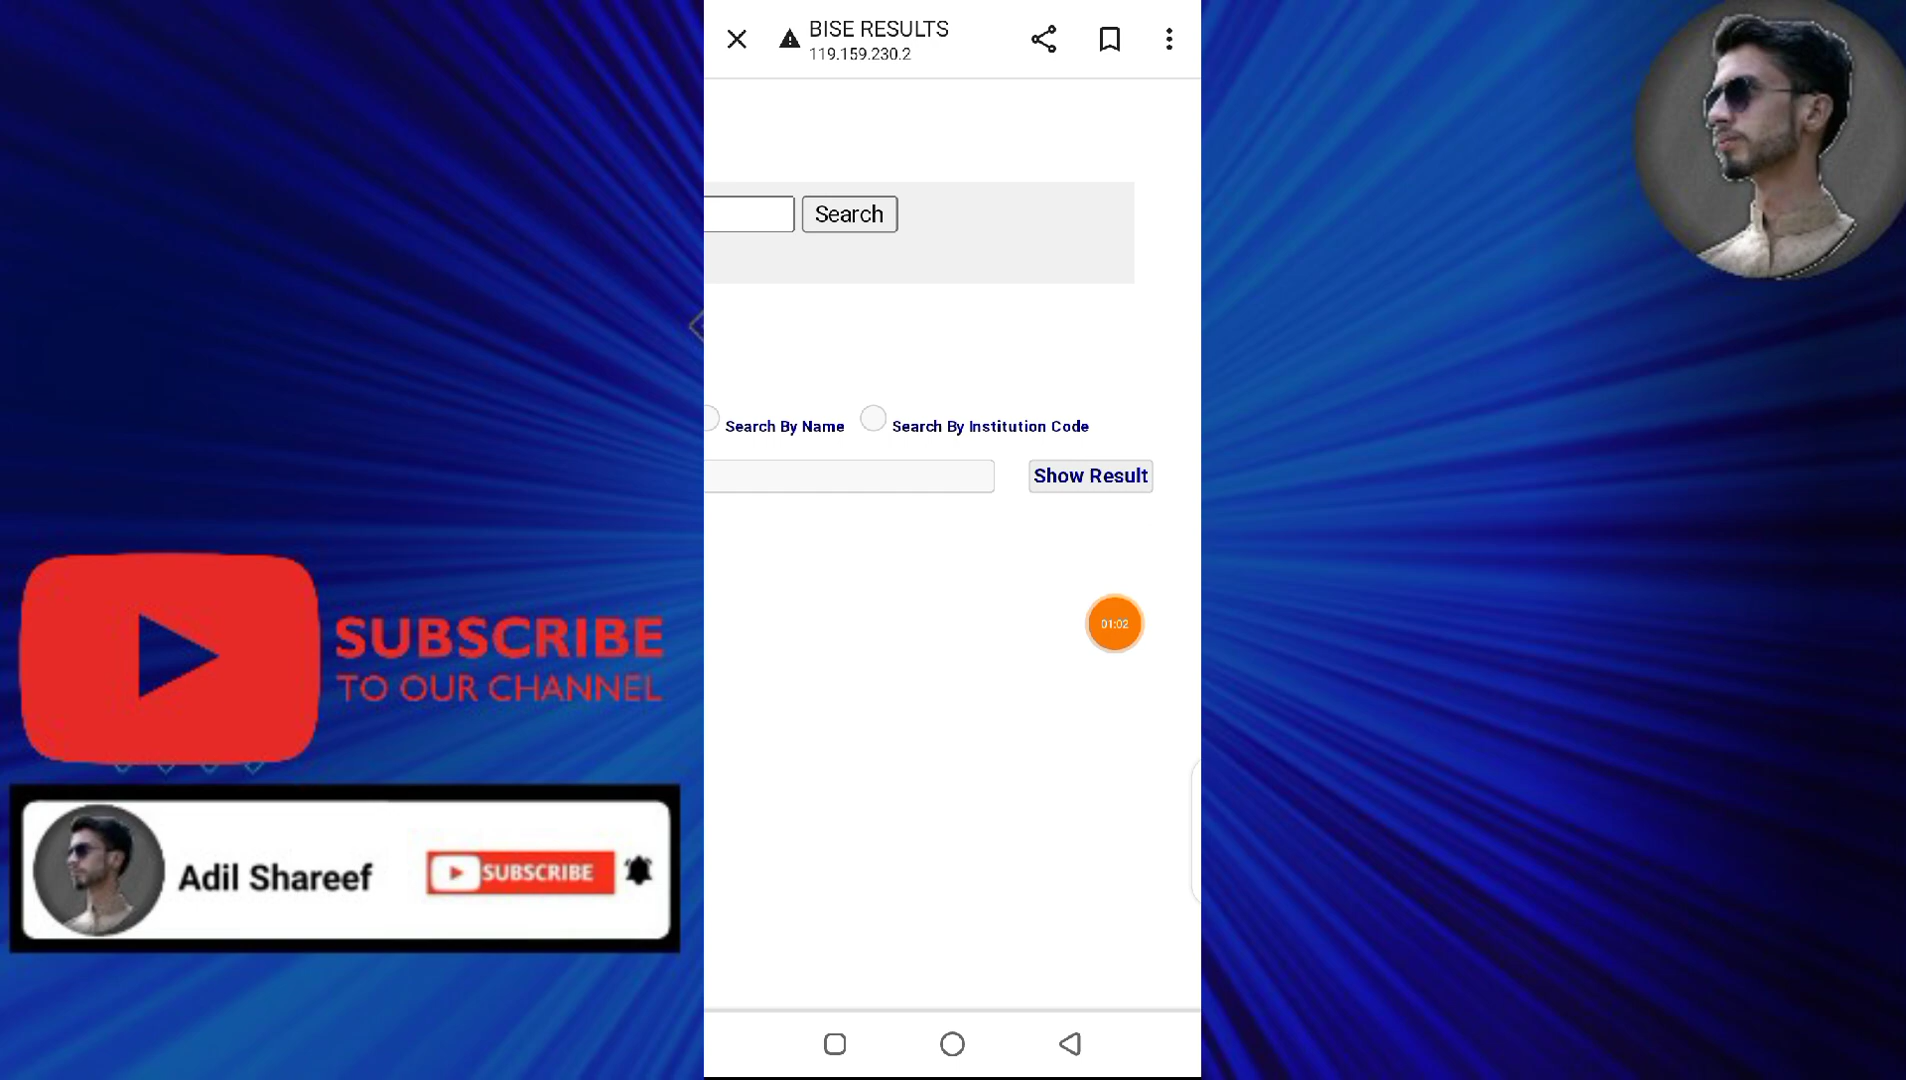 BISE RESULTS
119.159.230.2
Search
Search By Name
Search By Institution Code
Show Result
01:02
SUBSCRIBE
TO OUR CHANNEL
Adil Shareef
SUBSCRIBE